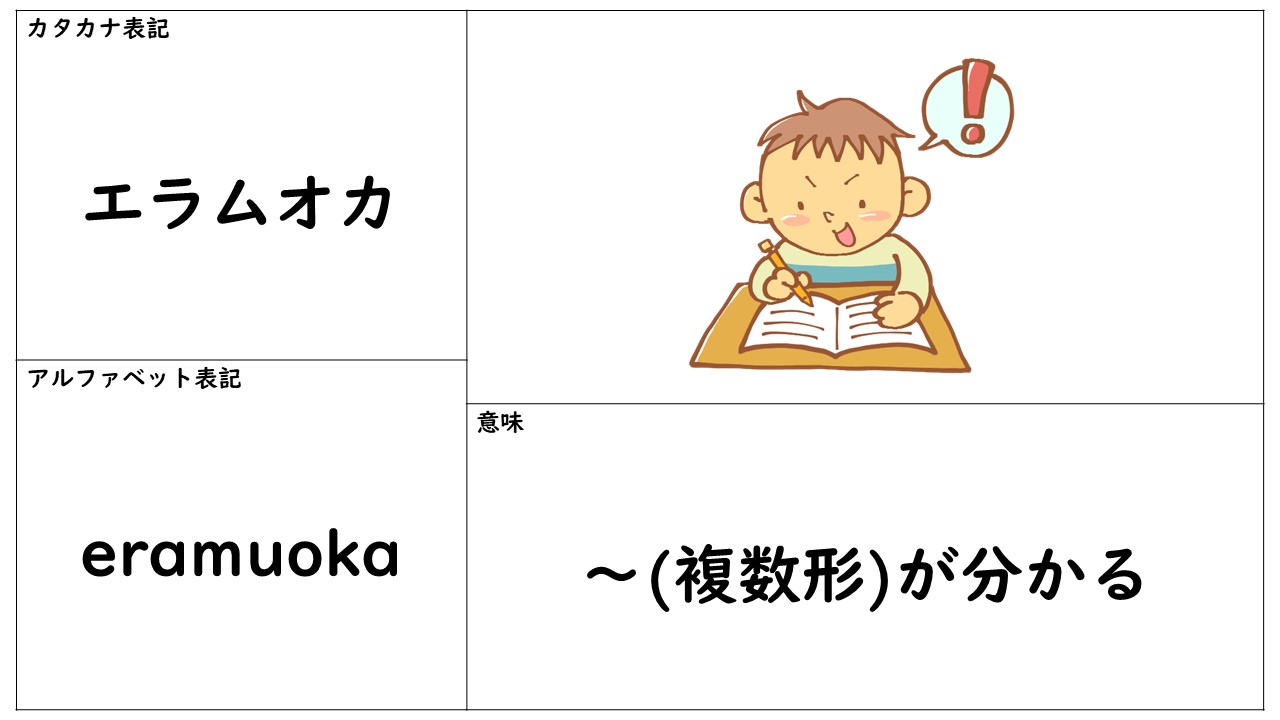 カタカナ表記
エラムオカ
アルファベット表記
eramuoka
!
意味
～(複数形)が分かる